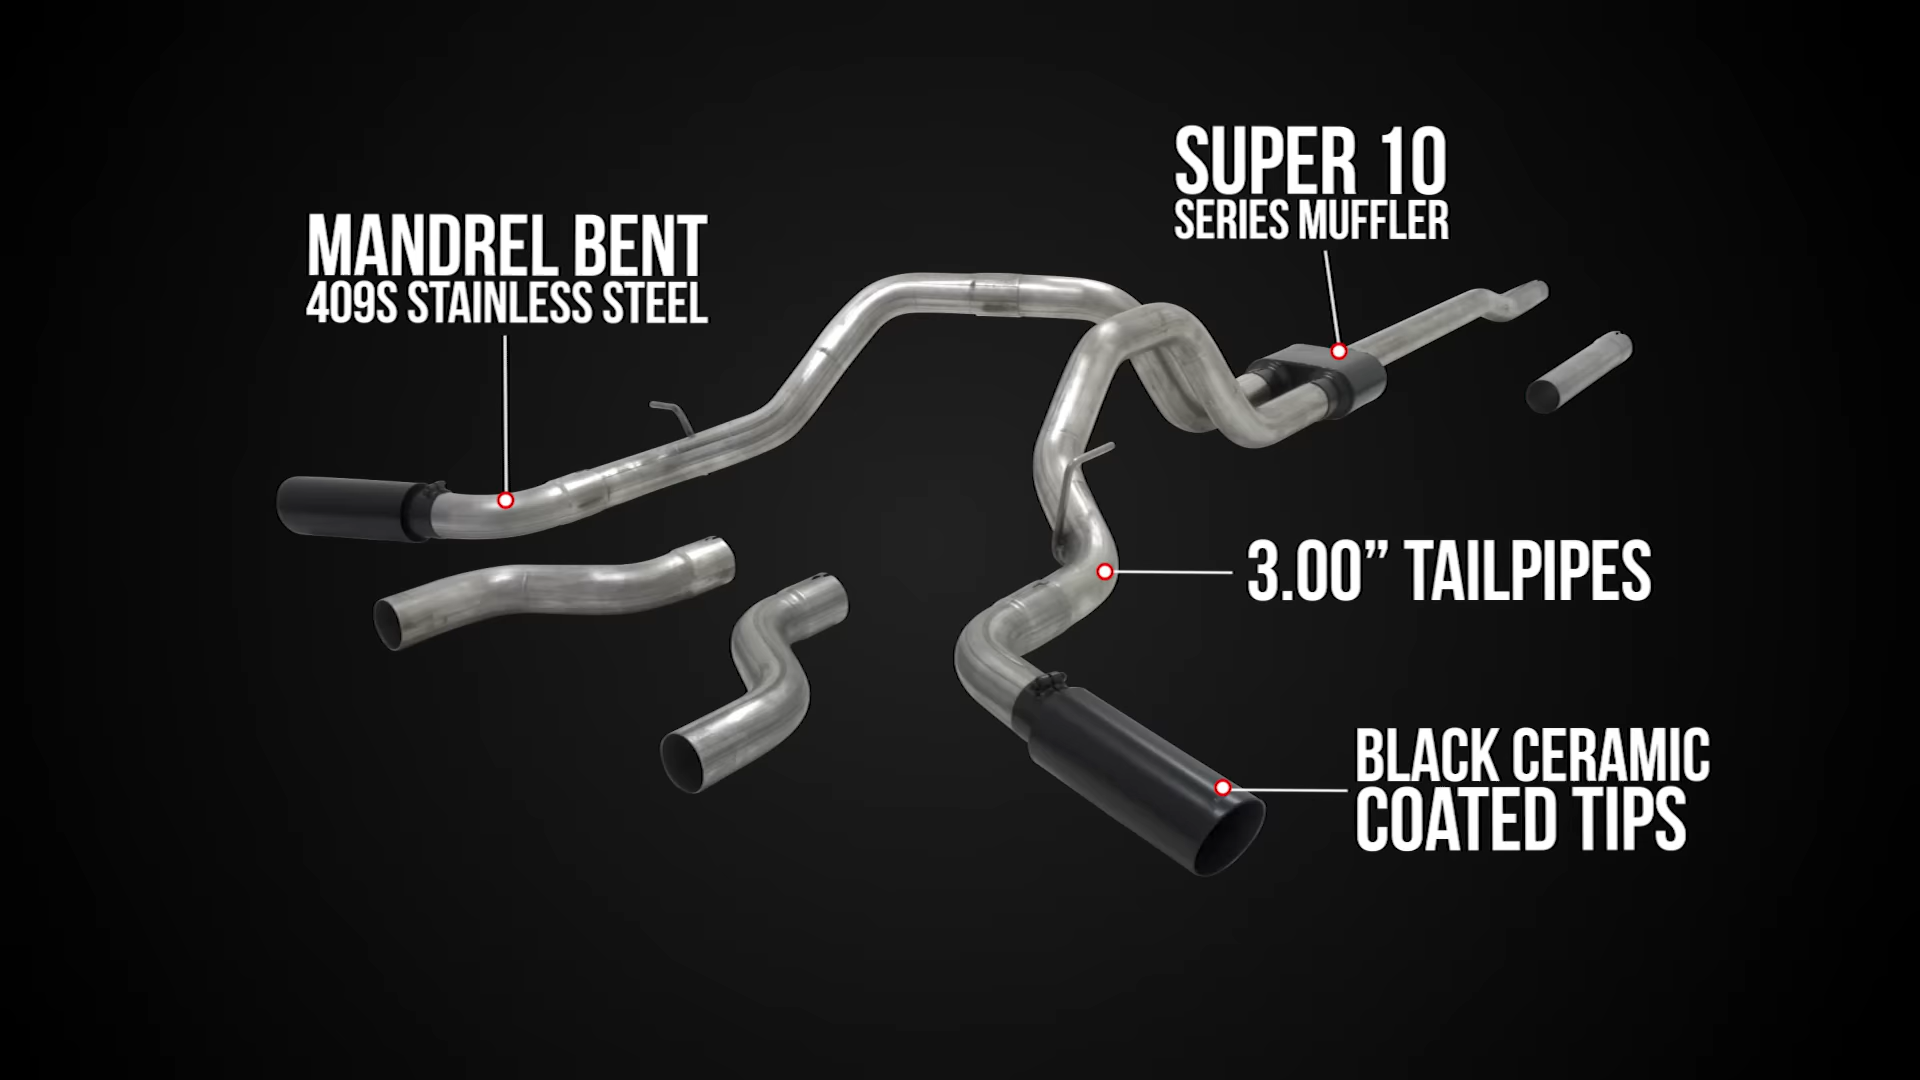 SUPER 10
SERIES MUFFLER
MANDREL BENT
409S STAINLESS STEEL
3.00” TAILPIPES
BLACK CERAMIC
COATED TIPS